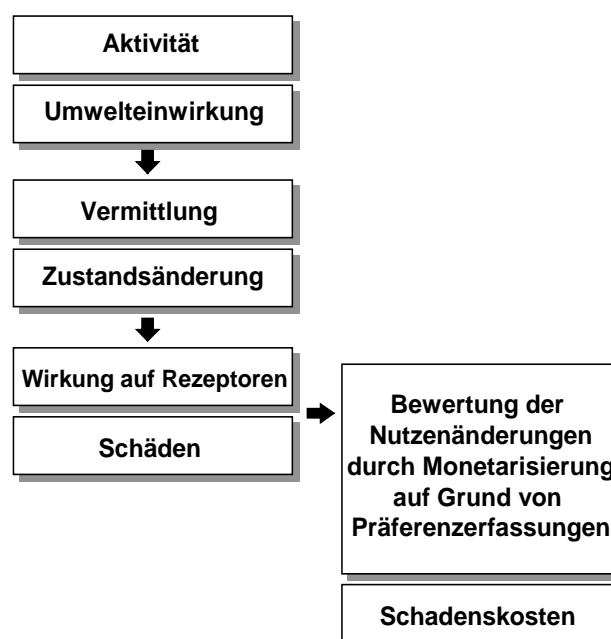 Aktivität
Umwelteinwirkung
Vermittlung
Zustandsänderung
Wirkung auf Rezeptoren
Schäden
Bewertung der
Nutzenänderungen
durch Monetarisierung
auf Grund von
Präferenzerfassungen
Schadenskosten